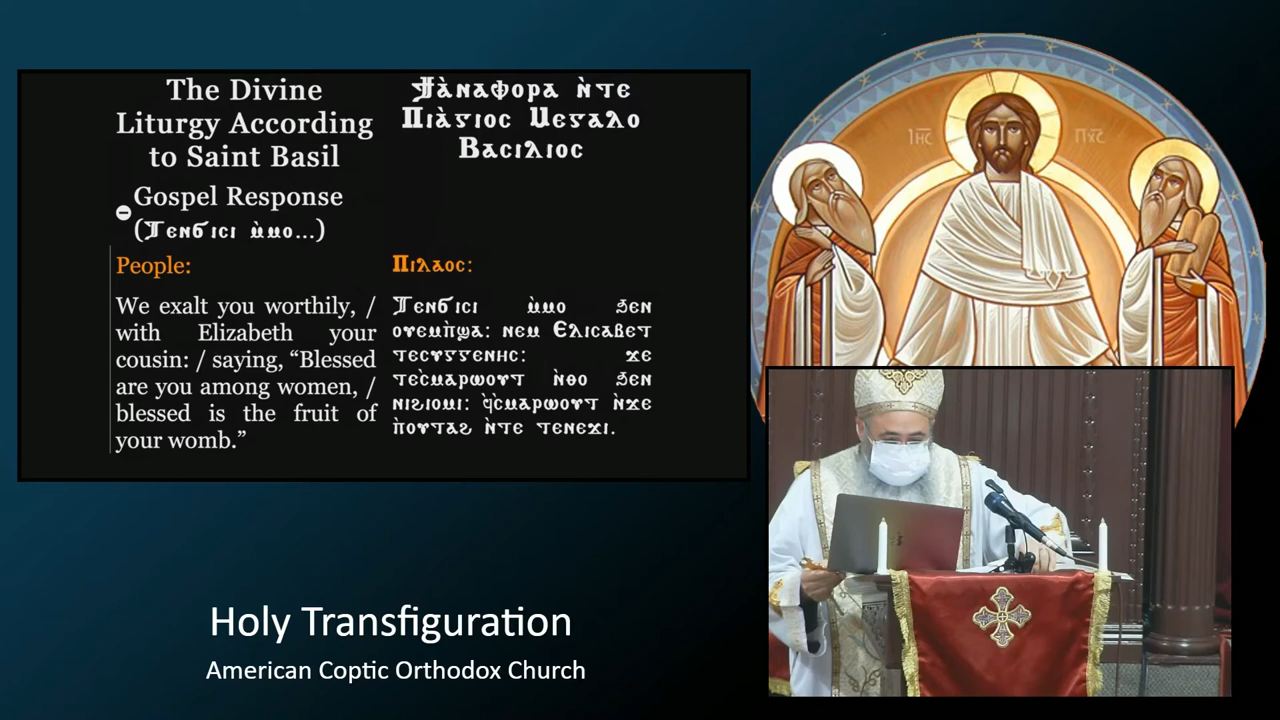 The Divine
Liturgy According
to Saint Basil
Ϯⲁ̀ⲛⲁⲫⲟⲣⲁ ⲛ̀ⲧⲉ
Ⲡⲓⲁ̀ⲅⲓⲟⲥ Ⲙⲉⲅⲁⲗⲟ
Ⲃⲁⲥⲓⲗⲓⲟⲥ
Gospel Response
(Ⲧⲉⲛϭⲓⲥⲓ ⲙ̀ⲙⲟ...)
People:
We exalt you worthily, /
with Elizabeth your
cousin: / saying, “Blessed
are you among women, /
blessed is the fruit of
your womb.”
Ⲡⲓⲗⲁⲟⲥ:
Ⲧⲉⲛϭⲓⲥⲓ ⲙ̀ⲙⲟ ϧⲉⲛ
ⲟⲩⲉⲙⲡ̀ϣⲁ: ⲛⲉⲙ Ⲉⲗⲓⲥⲁⲃⲉⲧ
ⲧⲉⲥⲩⲅⲅⲉⲛⲏⲥ: ϫⲉ
ⲧⲉⲥ̀ⲙⲁⲣⲱⲟⲩⲧ ⲛ̀ⲑⲟ ϧⲉⲛ
ⲛⲓϩⲓⲟⲙⲓ: ϥ̀ⲥ̀ⲙⲁⲣⲱⲟⲩⲧ ⲛ̀ϫⲉ
ⲡ̀ⲟⲩⲧⲁϩ ⲛ̀ⲧⲉ ⲧⲉⲛⲉϫⲓ.
ⲓⲏⲥ
ⲡⲭⲥ
Holy Transfiguration
American Coptic Orthodox Church